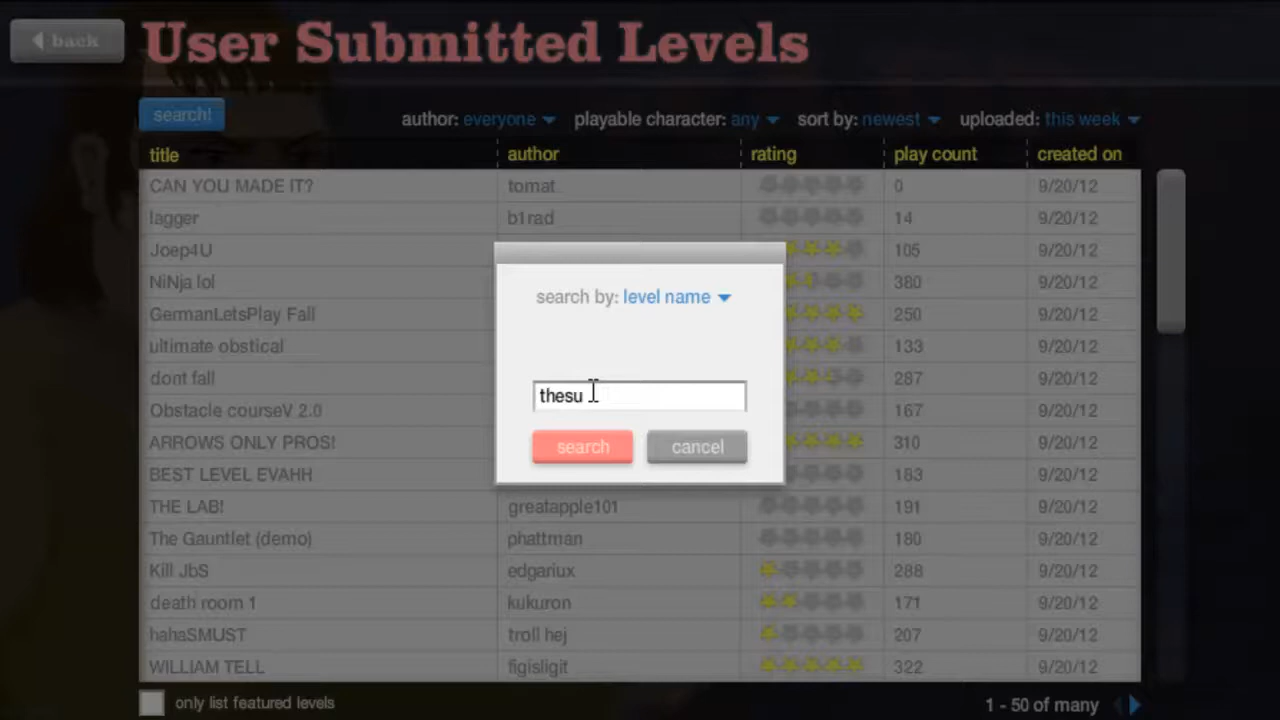 back
User Submitted Levels
search!
author: everyone playable character: any sort by: newest uploaded: this week
title author rating play count created on
CAN YOU MADE IT? tomat 0 9/20/12
lagger b1rad 14 9/20/12
Joep4U 105 9/20/12
NiNja lol 380 9/20/12
GermanLetsPlay Fall 250 9/20/12
ultimate obstical 133 9/20/12
dont fall 287 9/20/12
Obstacle courseV 2.0 167 9/20/12
ARROWS ONLY PROS! 310 9/20/12
BEST LEVEL EVAHH 183 9/20/12
THE LAB! greatapple101 191 9/20/12
The Gauntlet (demo) phattman 180 9/20/12
Kill JbS edgariux 288 9/20/12
death room 1 kukuron 171 9/20/12
hahaSMUST troll hej 207 9/20/12
WILLIAM TELL figisligit 322 9/20/12
search by: level name
thesu
search cancel
only list featured levels 1 - 50 of many